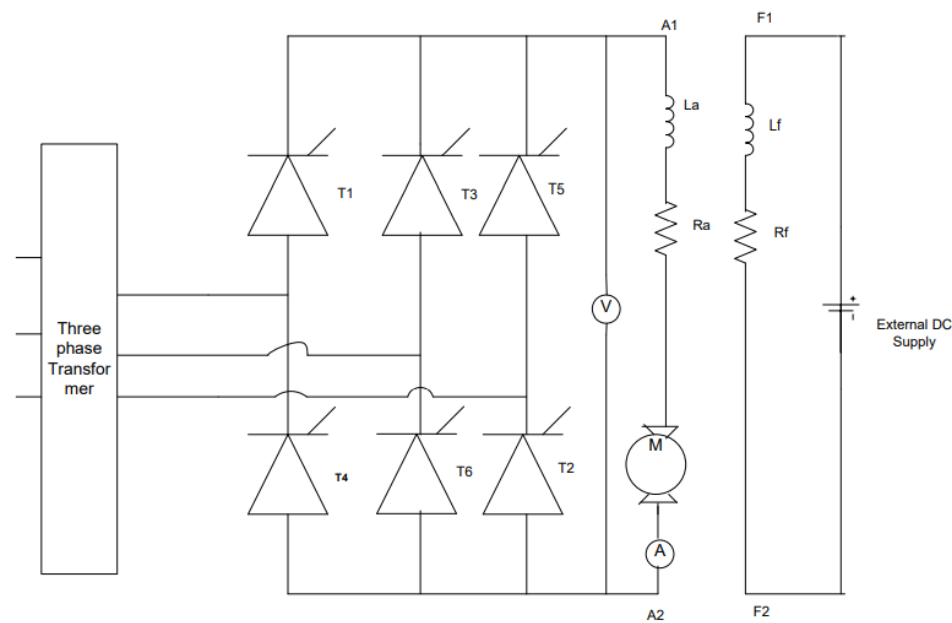 A1
F1
La
Lf
T1
T3
T5
Ra
Rf
V
+
-
External DC
Supply
Three
phase
Transfor
mer
M
T4
T6
T2
A
A2
F2